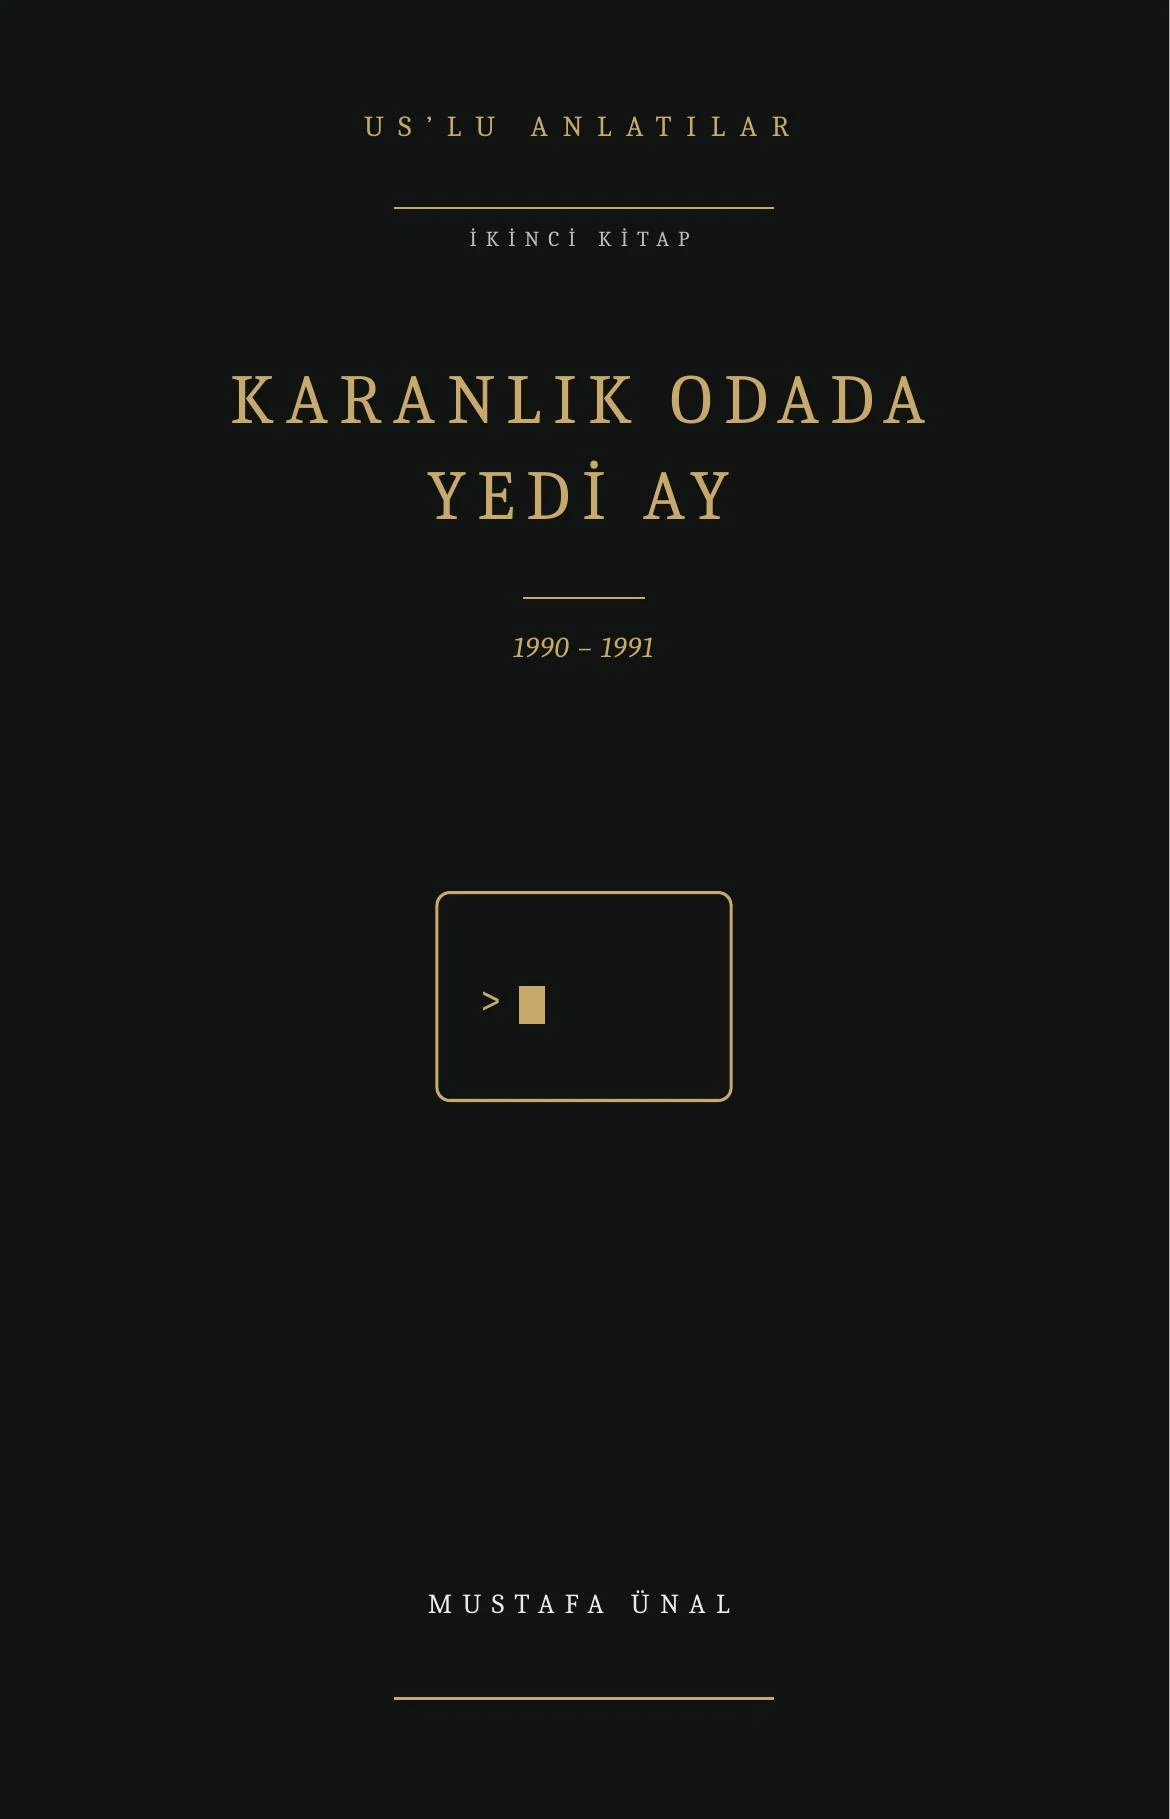 US’LU ANLATILAR
İKİNCİ KİTAP
KARANLIK ODADA
YEDİ AY
1990 – 1991
>
MUSTAFA ÜNAL